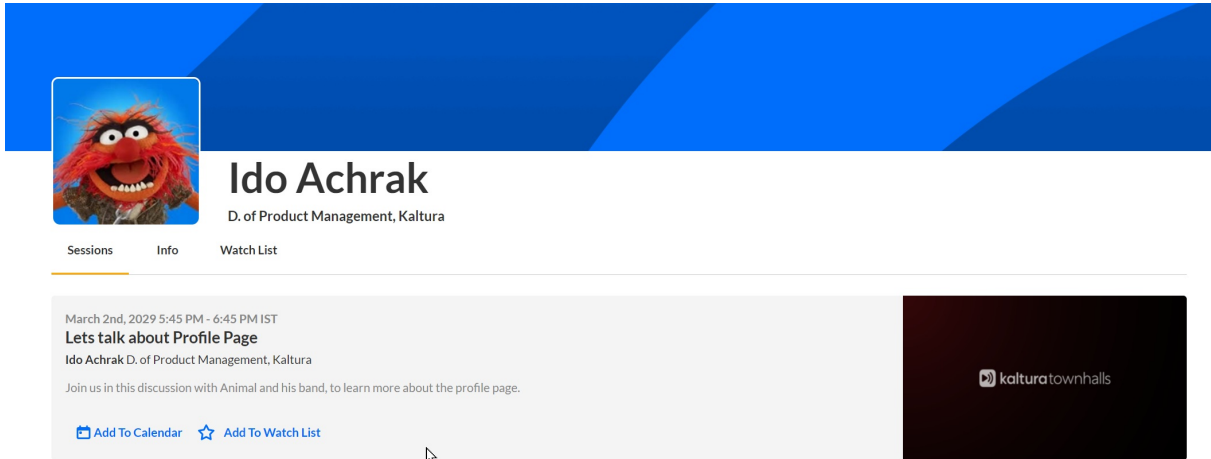 Ido Achrak
D. of Product Management, Kaltura
Sessions Info Watch List
March 2nd, 2029 5:45 PM - 6:45 PM IST
Lets talk about Profile Page
Ido Achrak D. of Product Management, Kaltura
Join us in this discussion with Animal and his band, to learn more about the profile page.
kaltura townhalls
Add To Calendar Add To Watch List